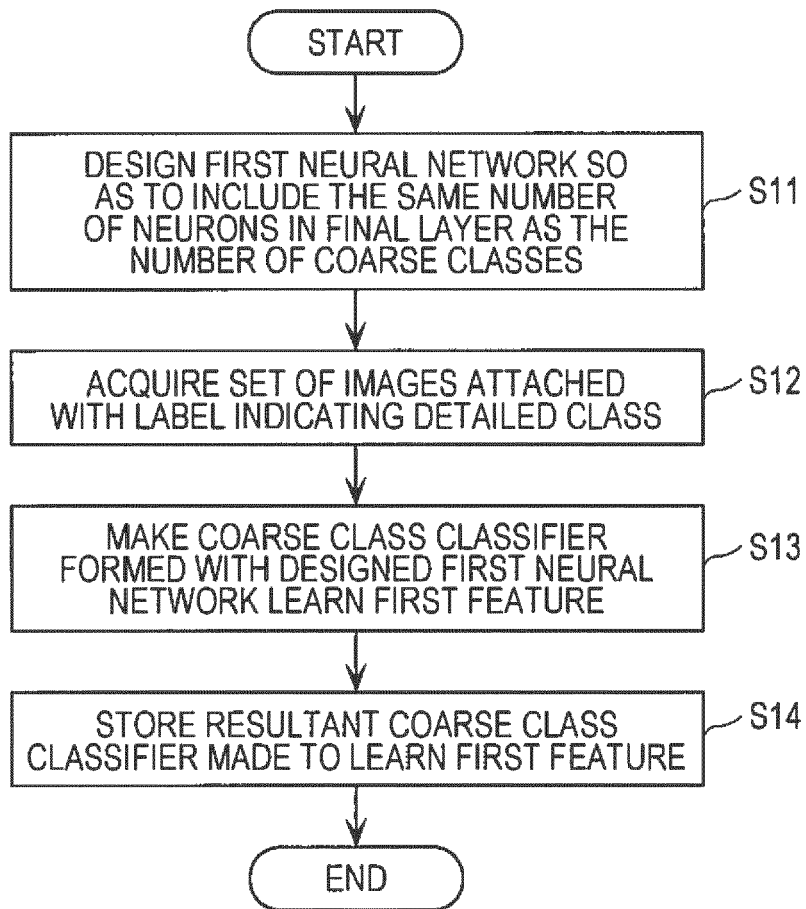 START
DESIGN FIRST NEURAL NETWORK SO
AS TO INCLUDE THE SAME NUMBER
OF NEURONS IN FINAL LAYER AS THE
NUMBER OF COARSE CLASSES
S11
ACQUIRE SET OF IMAGES ATTACHED
WITH LABEL INDICATING DETAILED CLASS
S12
MAKE COARSE CLASS CLASSIFIER
FORMED WITH DESIGNED FIRST NEURAL
NETWORK LEARN FIRST FEATURE
S13
STORE RESULTANT COARSE CLASS
CLASSIFIER MADE TO LEARN FIRST FEATURE
S14
END